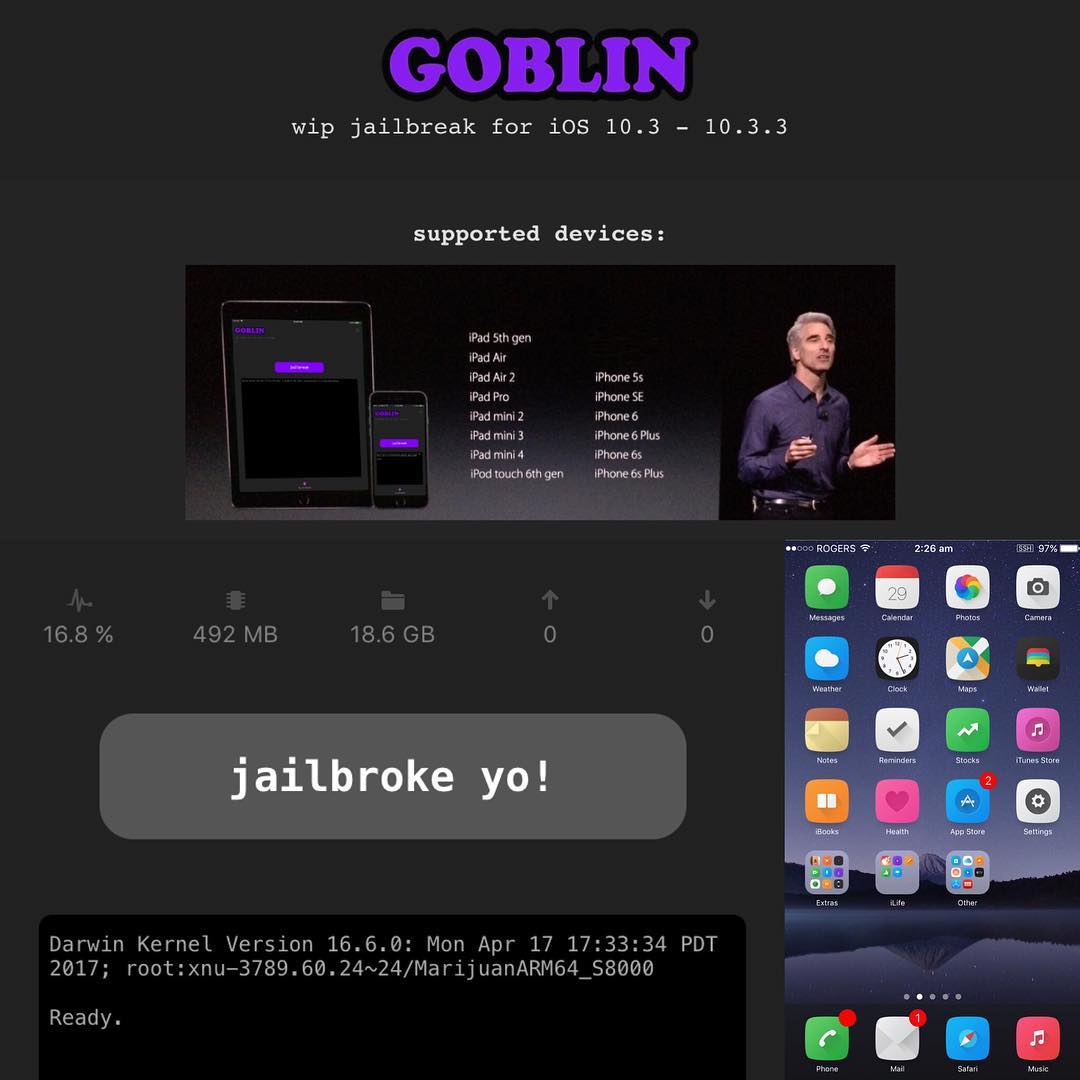 GOBLIN
wip jailbreak for iOS 10.3 - 10.3.3
supported devices:
GOBLIN
jailbreak
GOBLIN
jailbreak
iPad 5th gen
iPad Air
iPad Air 2
iPad Pro
iPad mini 2
iPad mini 3
iPad mini 4
iPod touch 6th gen
iPhone 5s
iPhone SE
iPhone 6
iPhone 6 Plus
iPhone 6s
iPhone 6s Plus
16.8 % 492 MB 18.6 GB 0 0
jailbroke yo!
Darwin Kernel Version 16.6.0: Mon Apr 17 17:33:34 PDT
2017; root:xnu-3789.60.24~24/MarijuanARM64_S8000
Ready.
ROGERS 2:26 am SSH 97%
29
Messages Calendar Photos Camera
Weather Clock Maps Wallet
Notes Reminders Stocks iTunes Store
2
iBooks Health App Store Settings
Extras iLife Other
1
Phone Mail Safari Music